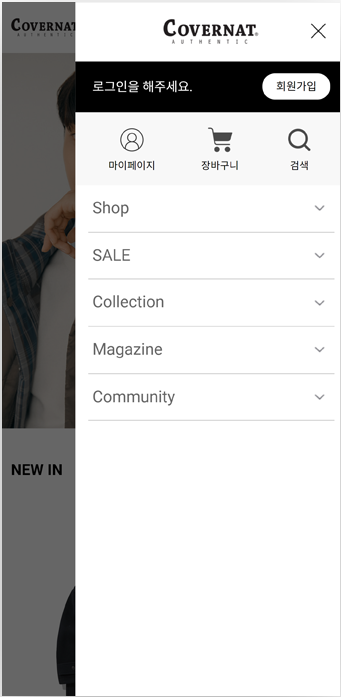 COVERNAT
AUTHENTIC
COVERNAT®
AUTHENTIC
로그인을 해주세요.
회원가입
마이페이지
장바구니
검색
Shop
SALE
Collection
Magazine
Community
NEW IN